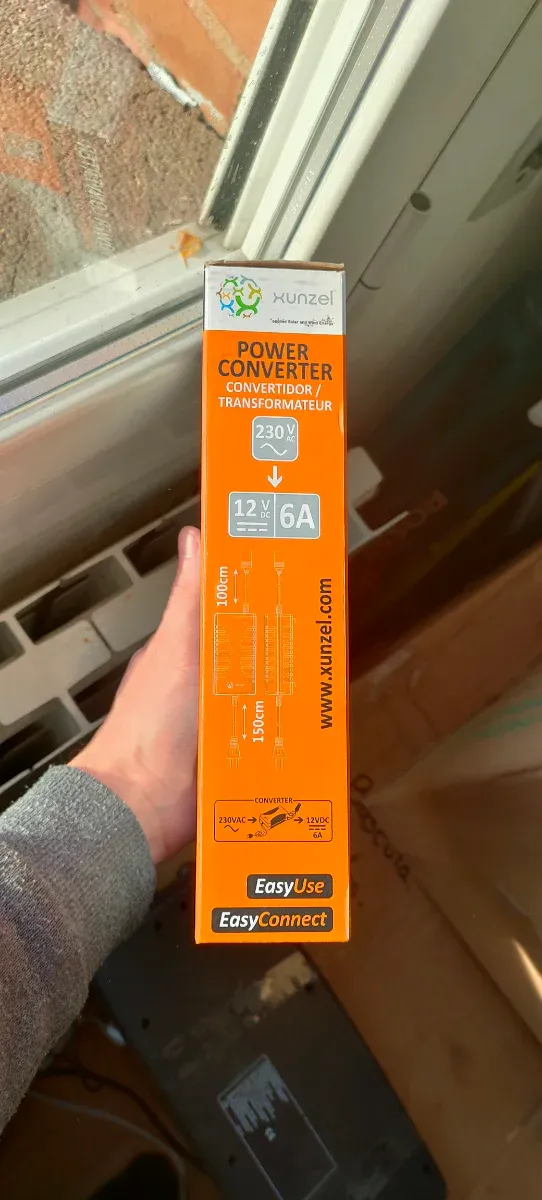 xunzel
POWER
CONVERTER
CONVERTIDOR /
TRANSFORMATEUR
230 V
AC
12 V
DC
6A
100cm
www.xunzel.com
150cm
CONVERTER
230VAC
12VDC
6A
EasyUse
EasyConnect